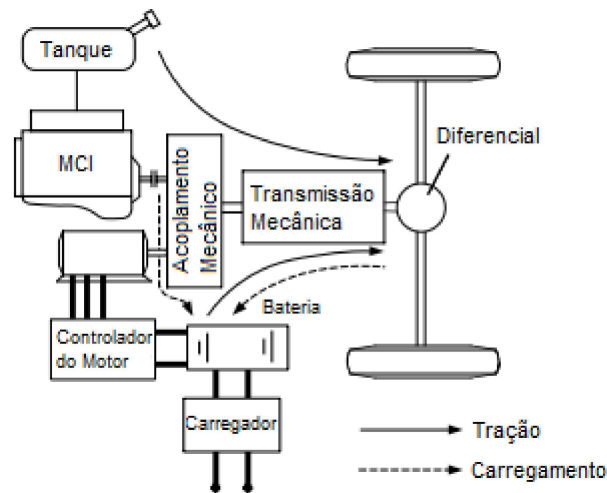 Tanque
MCI
Acoplamento
Mecânico
Transmissão
Mecânica
Diferencial
Bateria
Controlador
do Motor
Carregador
Tração
Carregamento